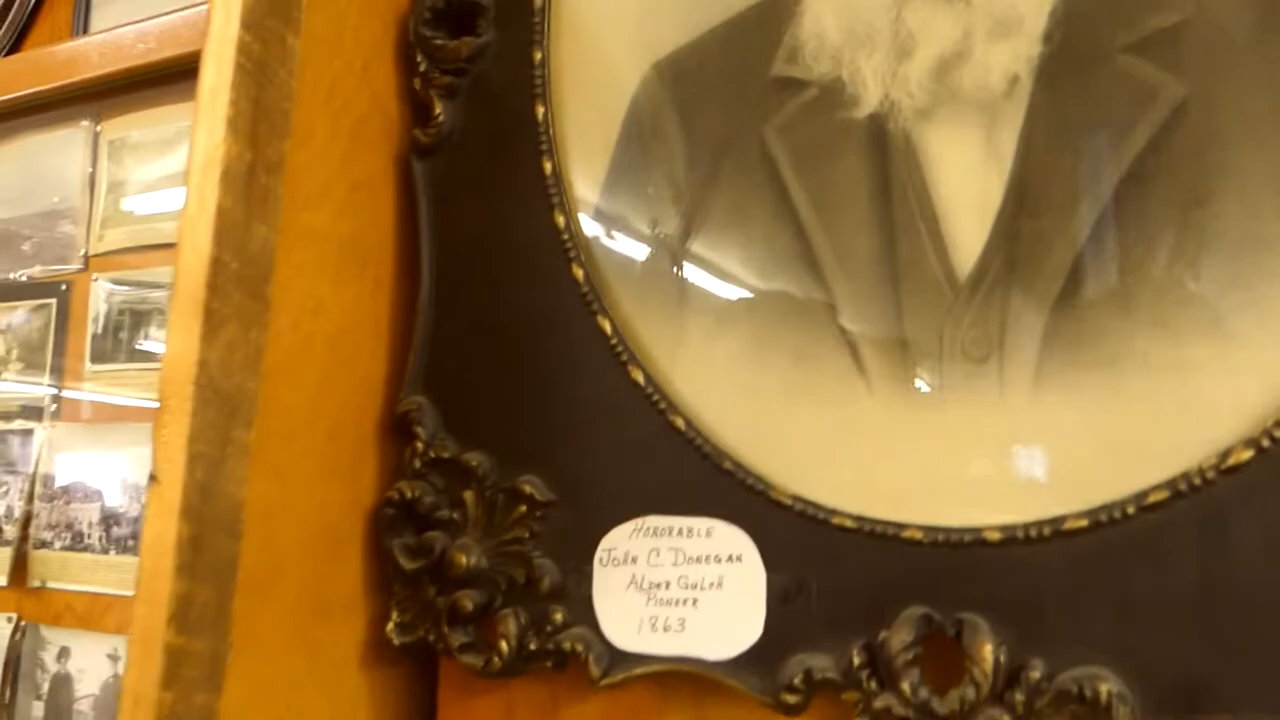 HONORABLE
JOHN C. DONEGAN
ALDER GULCH
PIONEER
1863